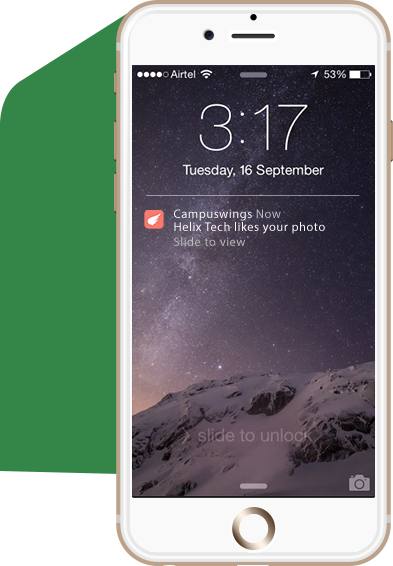 Airtel 53%
3:17
Tuesday, 16 September
Campuswings Now
Helix Tech likes your photo
Slide to view
slide to unlock